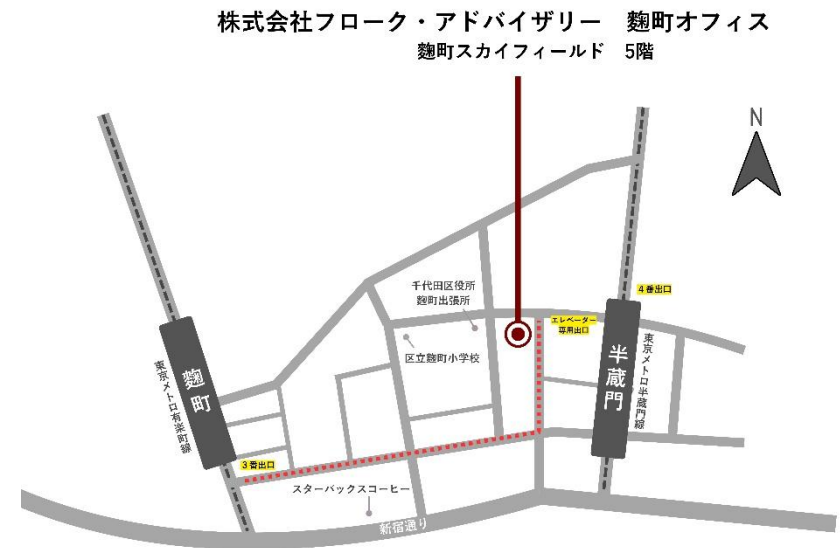 株式会社フローク・アドバイザリー　麴町オフィス
麴町スカイフィールド　5階
N
千代田区役所
麴町出張所
4番出口
エレベーター
専用出口
区立麴町小学校
麴町
東京メトロ有楽町線
半蔵門
東京メトロ半蔵門線
3番出口
スターバックスコーヒー
新宿通り